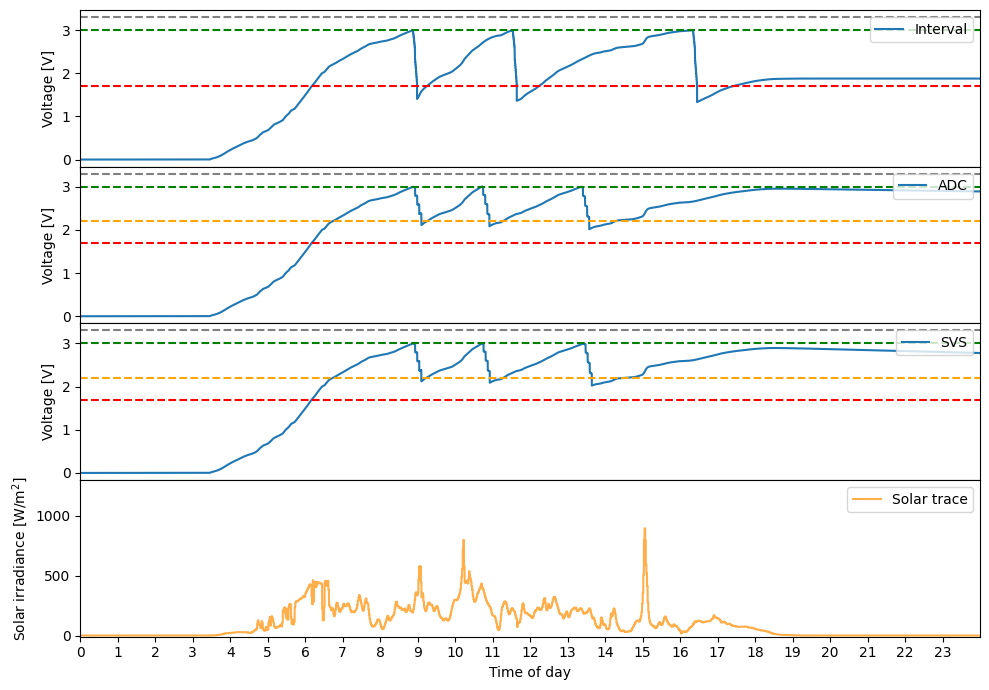 Voltage [V]
3
2
1
0
Interval
Voltage [V]
3
2
1
0
ADC
Voltage [V]
3
2
1
0
SVS
Solar irradiance [W/m²]
1000
500
0
Solar trace
0 1 2 3 4 5 6 7 8 9 10 11 12 13 14 15 16 17 18 19 20 21 22 23
Time of day